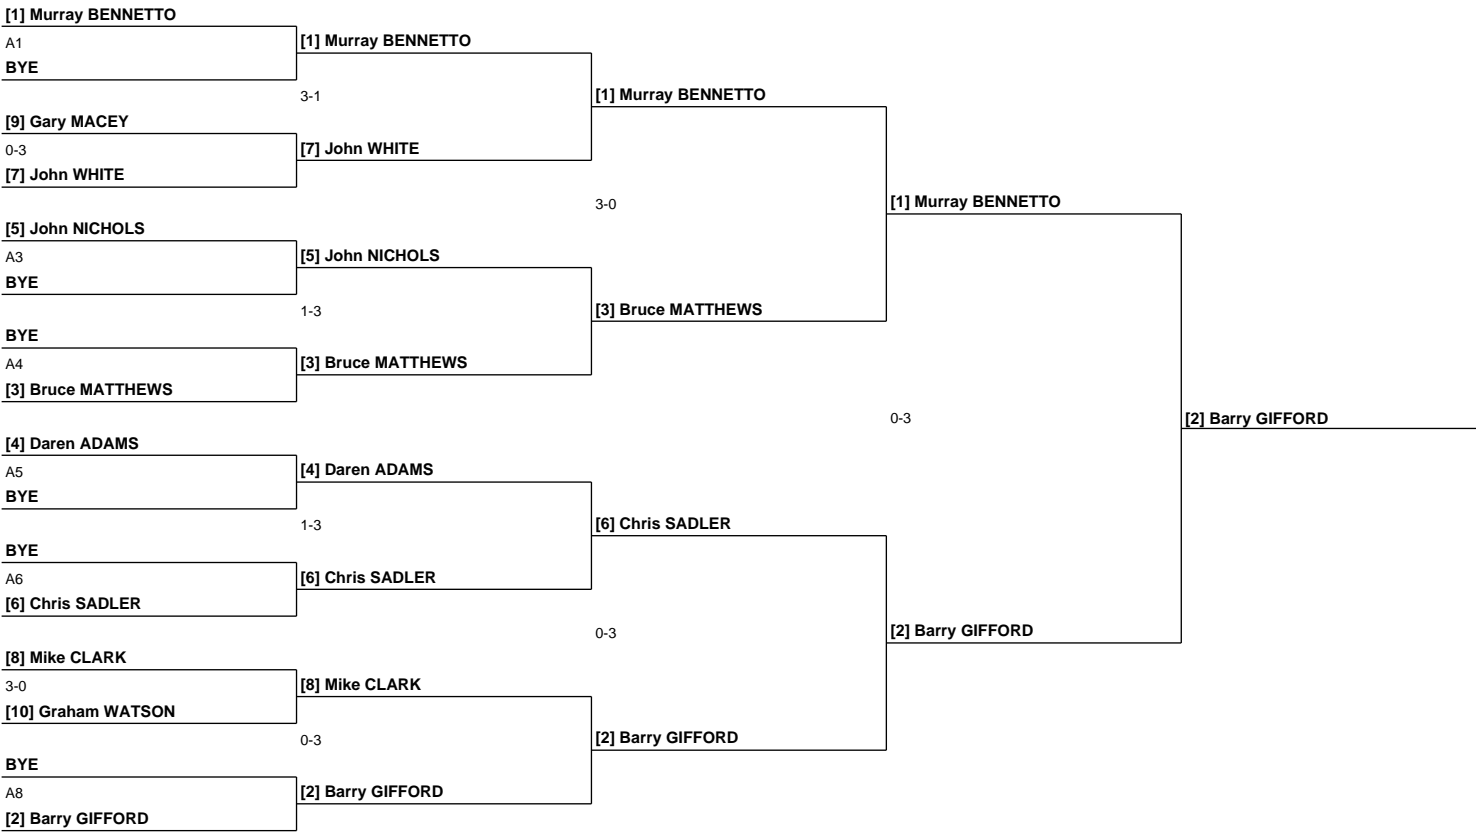 [1] Murray BENNETTO
A1
BYE
[9] Gary MACEY
0-3
[7] John WHITE
[5] John NICHOLS
A3
BYE
BYE
A4
[3] Bruce MATTHEWS
[4] Daren ADAMS
A5
BYE
BYE
A6
[6] Chris SADLER
[8] Mike CLARK
3-0
[10] Graham WATSON
BYE
A8
[2] Barry GIFFORD
[1] Murray BENNETTO
3-1
[7] John WHITE
[5] John NICHOLS
1-3
[3] Bruce MATTHEWS
[4] Daren ADAMS
1-3
[6] Chris SADLER
[8] Mike CLARK
0-3
[2] Barry GIFFORD
[1] Murray BENNETTO
3-0
[3] Bruce MATTHEWS
[6] Chris SADLER
0-3
[2] Barry GIFFORD
[1] Murray BENNETTO
0-3
[2] Barry GIFFORD
[2] Barry GIFFORD